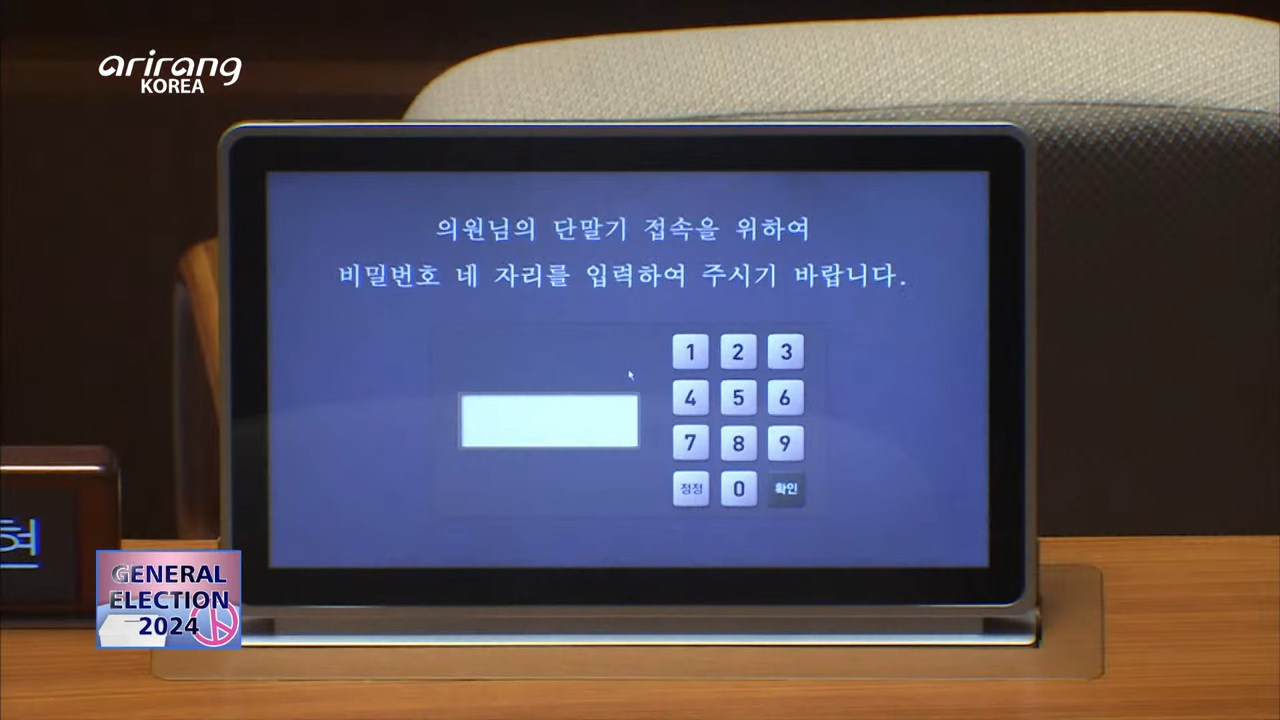 arirang
KOREA
의원님의 단말기 접속을 위하여
비밀번호 네 자리를 입력하여 주시기 바랍니다.
1 2 3
4 5 6
7 8 9
정정 0 확인
GENERAL
ELECTION
2024